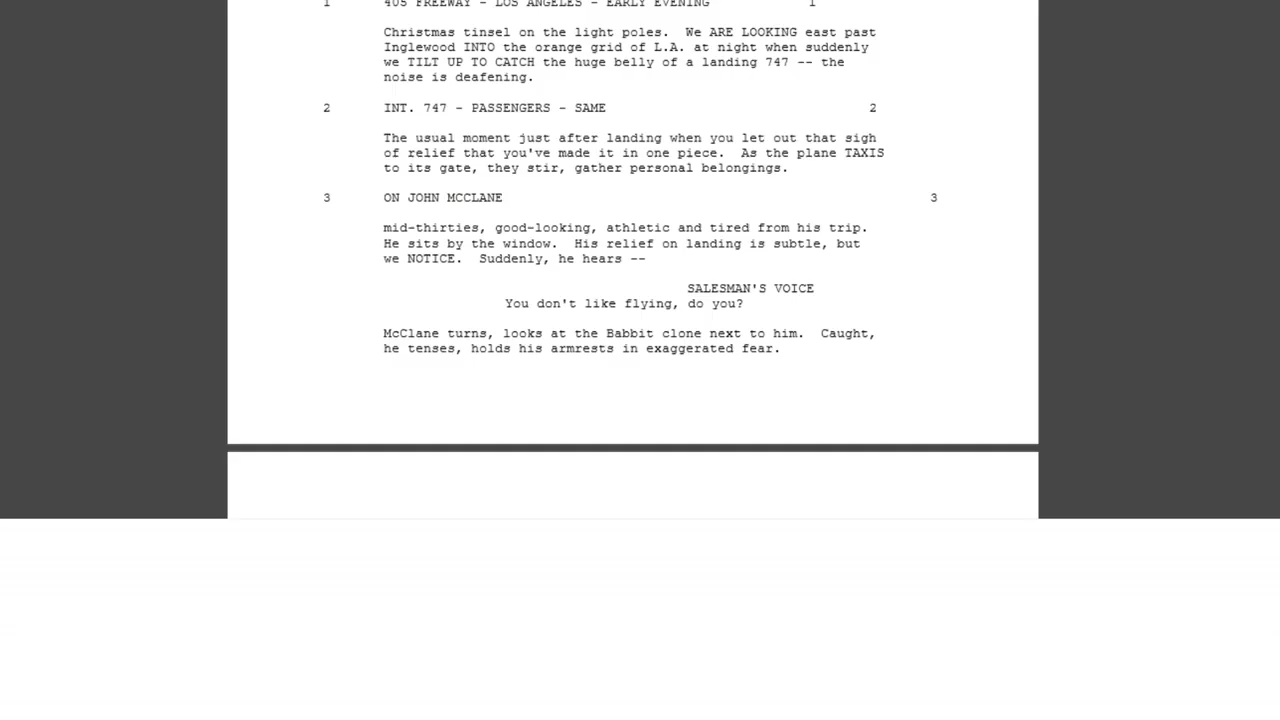 1 405 FREEWAY - LOS ANGELES - EARLY EVENING 1
Christmas tinsel on the light poles. We ARE LOOKING east past
Inglewood INTO the orange grid of L.A. at night when suddenly
we TILT UP TO CATCH the huge belly of a landing 747 -- the
noise is deafening.
2 INT. 747 - PASSENGERS - SAME 2
The usual moment just after landing when you let out that sigh
of relief that you've made it in one piece. As the plane TAXIS
to its gate, they stir, gather personal belongings.
3 ON JOHN MCCLANE 3
mid-thirties, good-looking, athletic and tired from his trip.
He sits by the window. His relief on landing is subtle, but
we NOTICE. Suddenly, he hears --
SALESMAN'S VOICE
You don't like flying, do you?
McClane turns, looks at the Babbit clone next to him. Caught,
he tenses, holds his armrests in exaggerated fear.